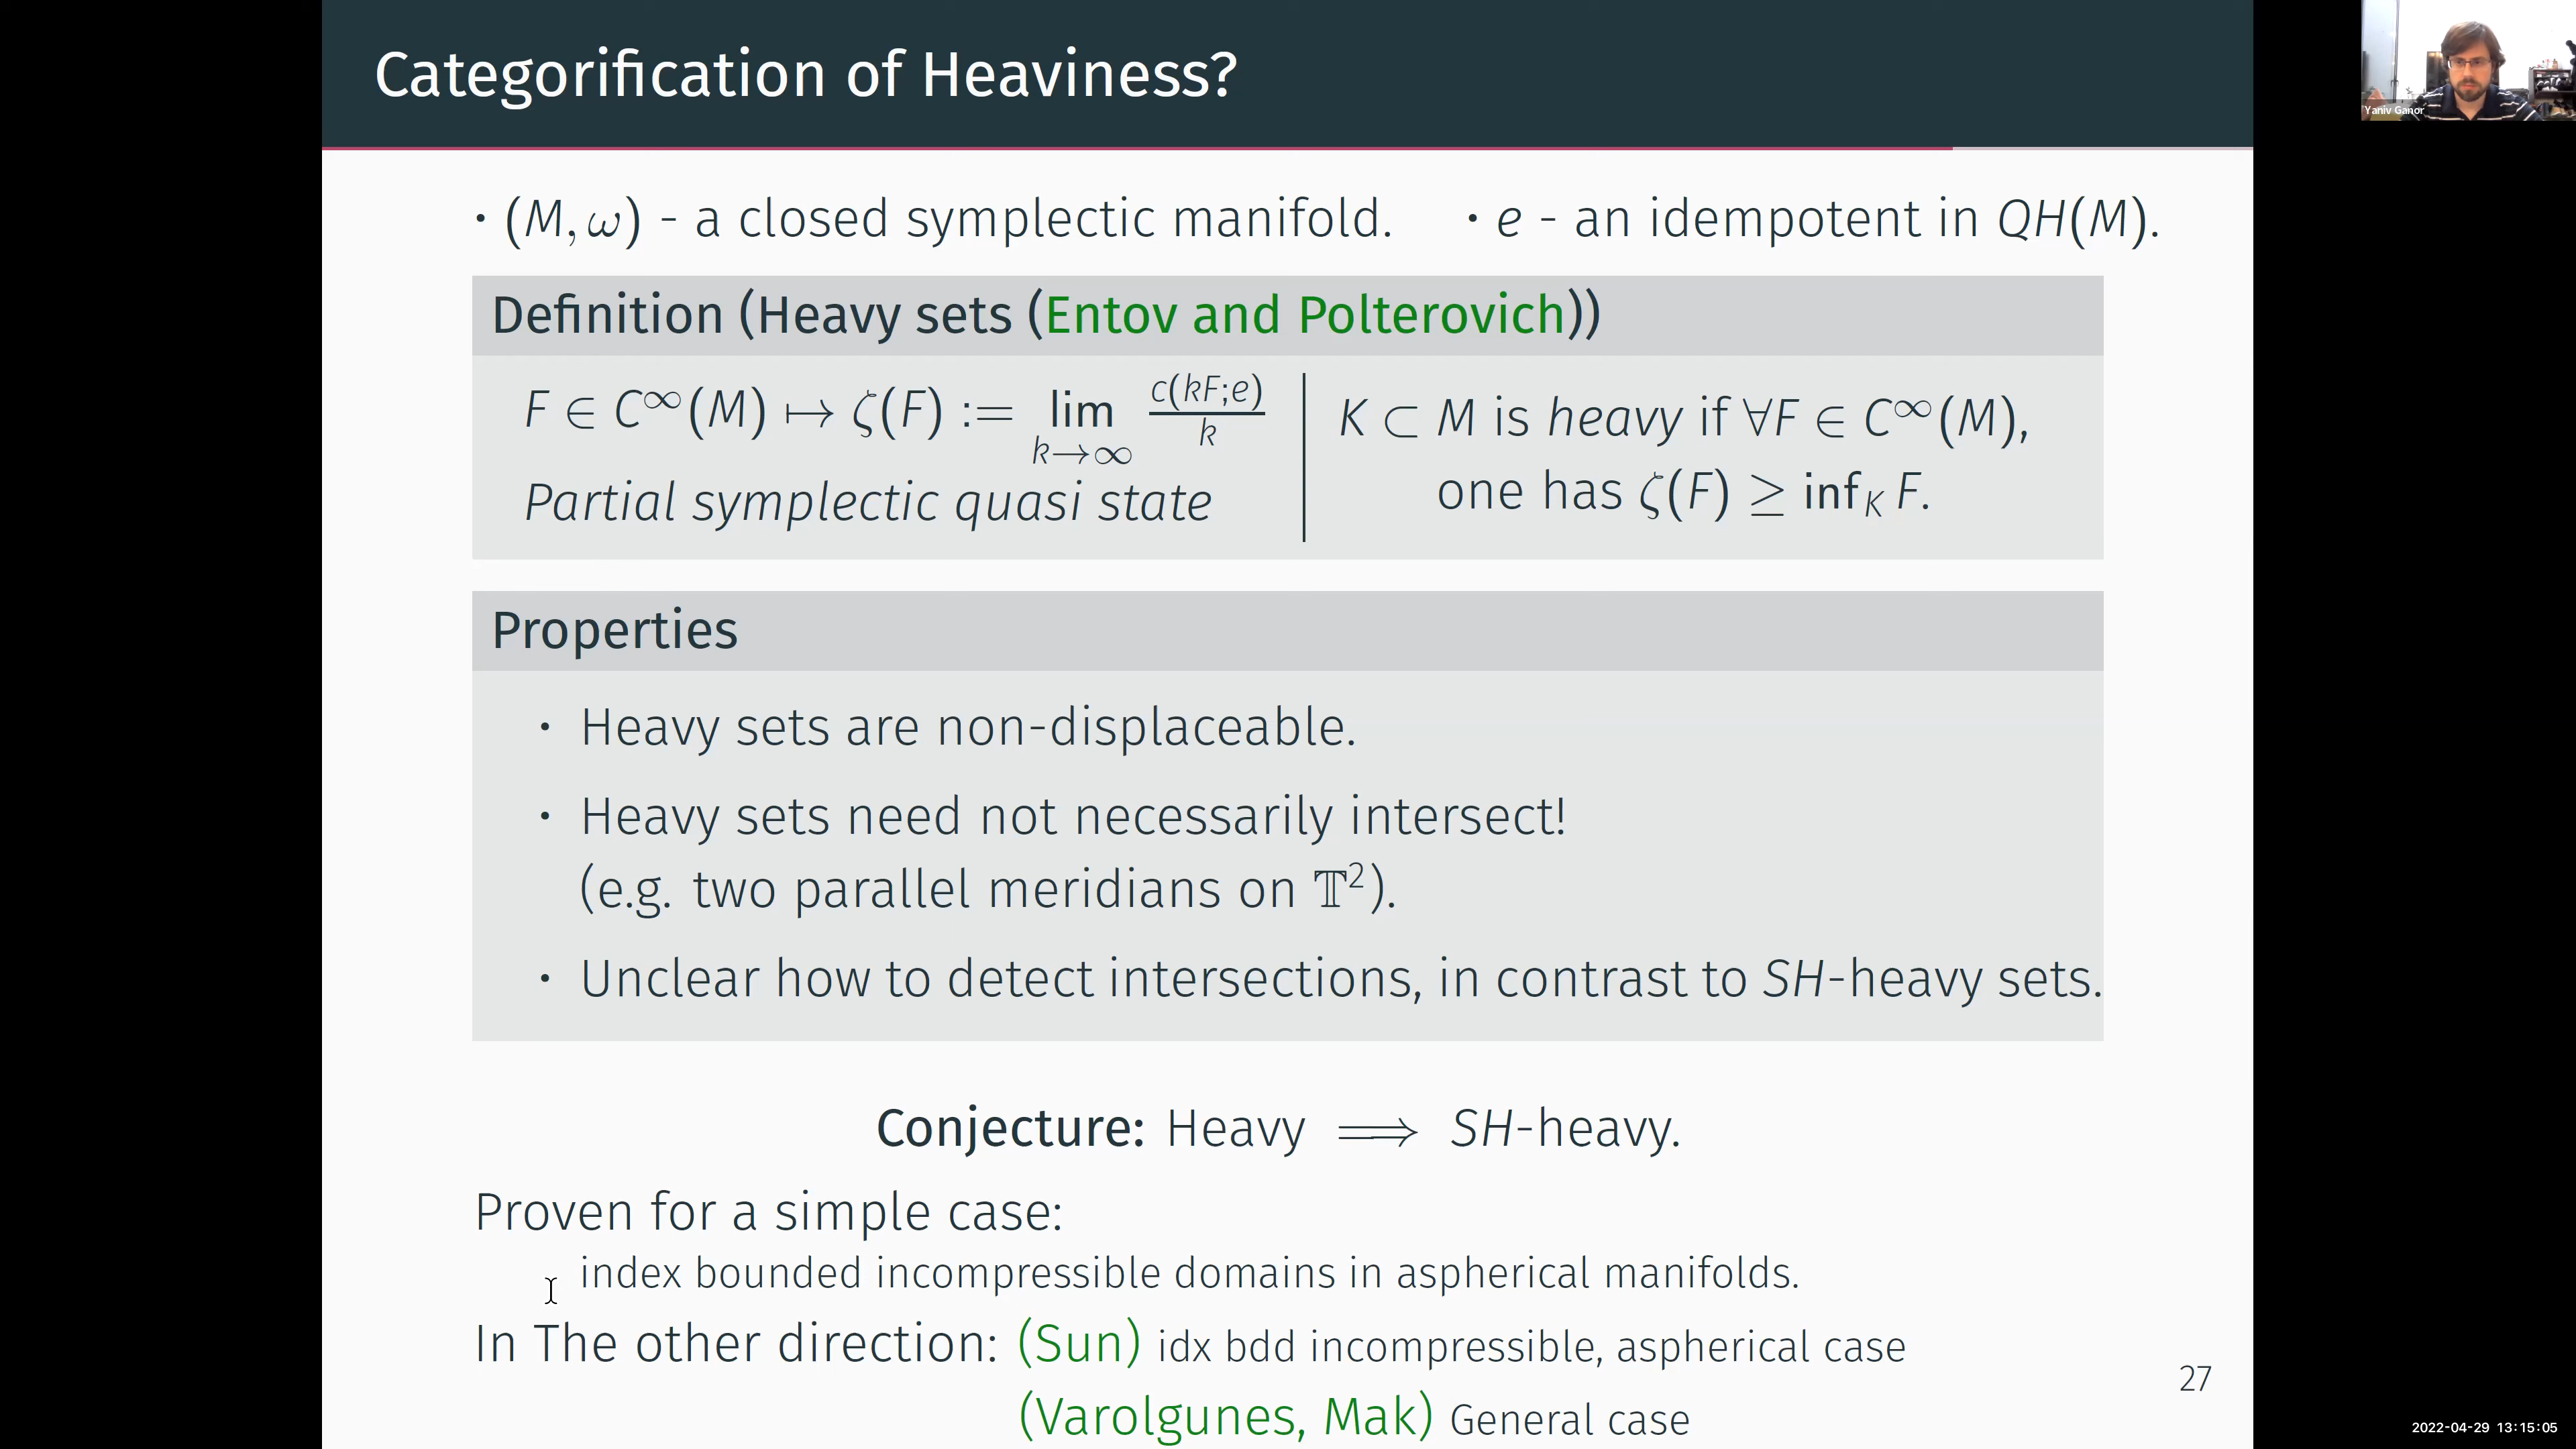 Categorification of Heaviness?
Yaniv Ganor
• (M, ω) - a closed symplectic manifold. • e - an idempotent in QH(M).
Definition (Heavy sets (Entov and Polterovich))
F ∈ C^∞(M) ↦ ζ(F) := lim_{k→∞} c(kF;e)/k
Partial symplectic quasi state
K ⊂ M is heavy if ∀F ∈ C^∞(M),
one has ζ(F) ≥ inf_K F.
Properties
• Heavy sets are non-displaceable.
• Heavy sets need not necessarily intersect!
(e.g. two parallel meridians on 𝕋²).
• Unclear how to detect intersections, in contrast to SH-heavy sets.
Conjecture: Heavy ⟹ SH-heavy.
Proven for a simple case:
index bounded incompressible domains in aspherical manifolds.
In The other direction: (Sun) idx bdd incompressible, aspherical case
(Varolgunes, Mak) General case
27
2022-04-29 13:15:05